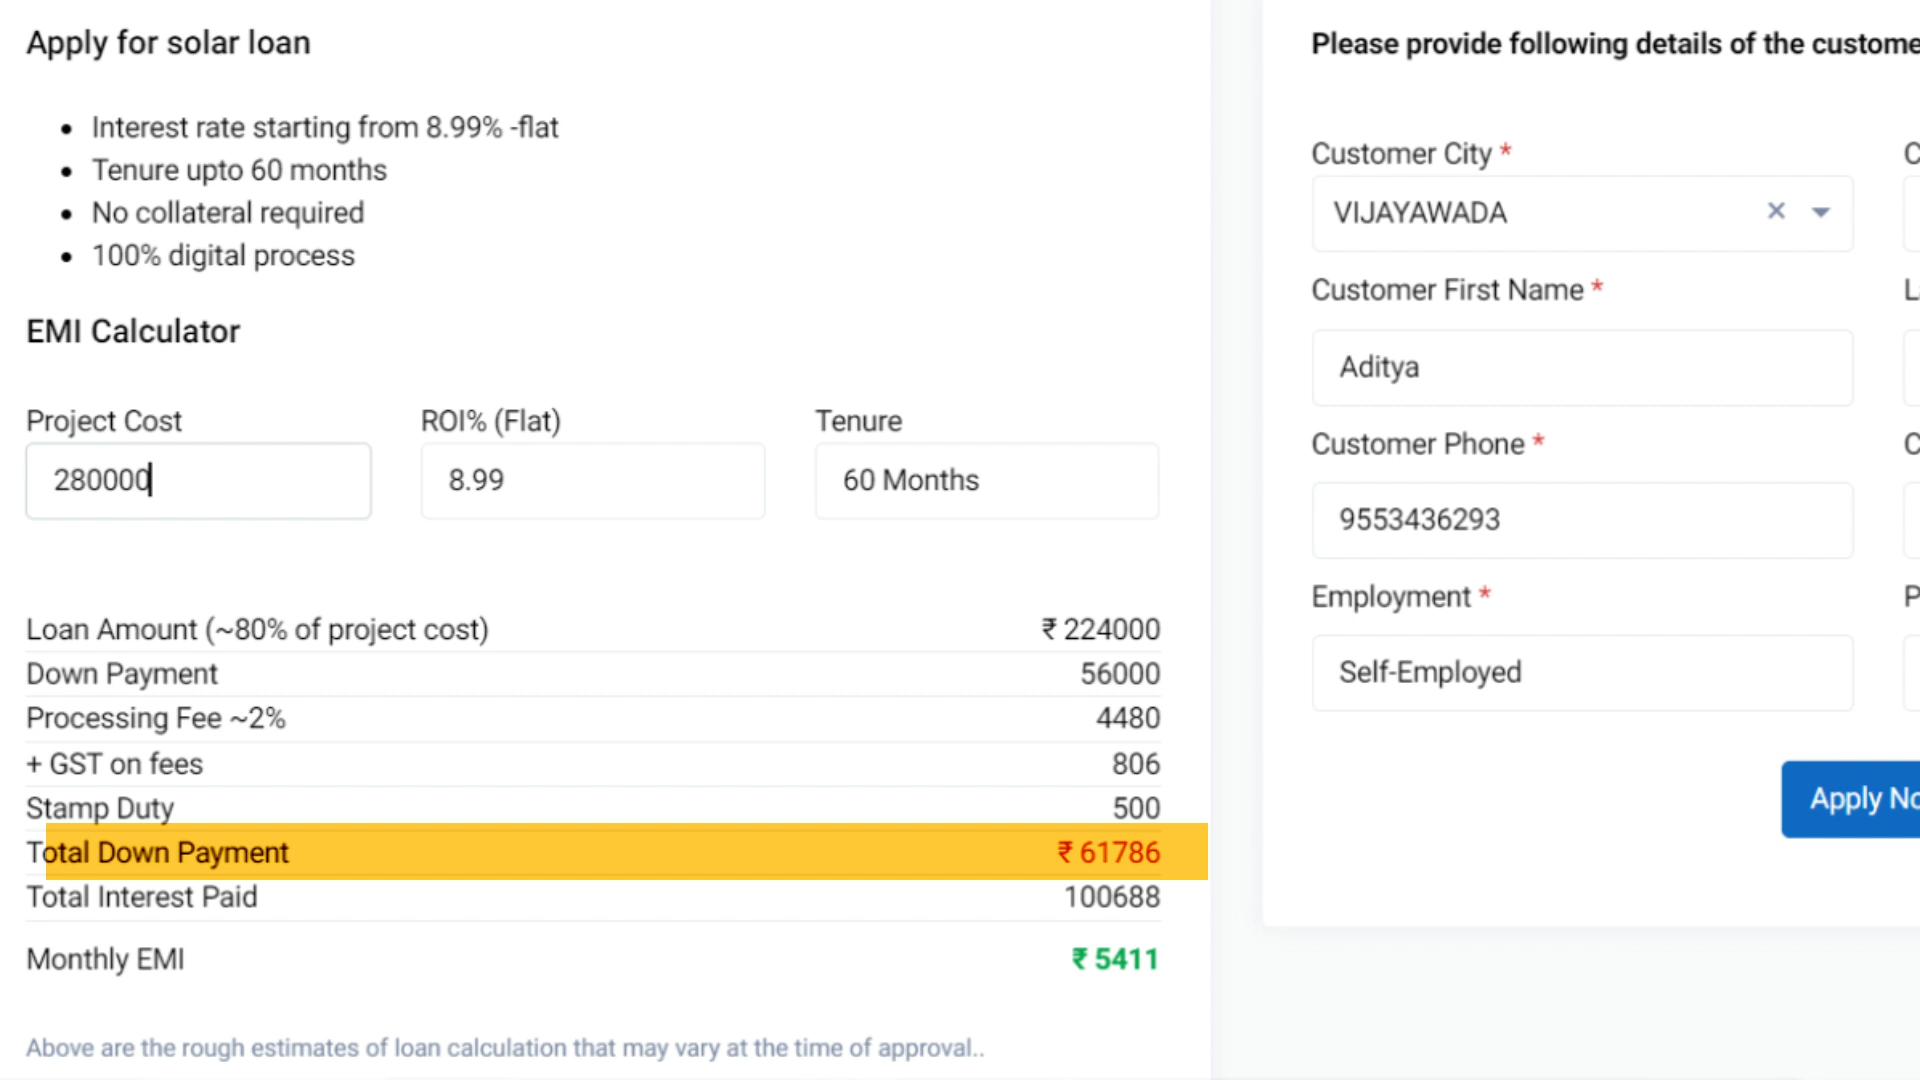 Apply for solar loan
Interest rate starting from 8.99% -flat
Tenure upto 60 months
No collateral required
100% digital process
EMI Calculator
Project Cost ROI% (Flat) Tenure
280000 8.99 60 Months
Loan Amount (~80% of project cost) ₹ 224000
Down Payment 56000
Processing Fee ~2% 4480
+ GST on fees 806
Stamp Duty 500
Total Down Payment ₹ 61786
Total Interest Paid 100688
Monthly EMI ₹ 5411
Above are the rough estimates of loan calculation that may vary at the time of approval..
Please provide following details of the custome
Customer City *
VIJAYAWADA
Customer First Name *
Aditya
Customer Phone *
9553436293
Employment *
Self-Employed
Apply